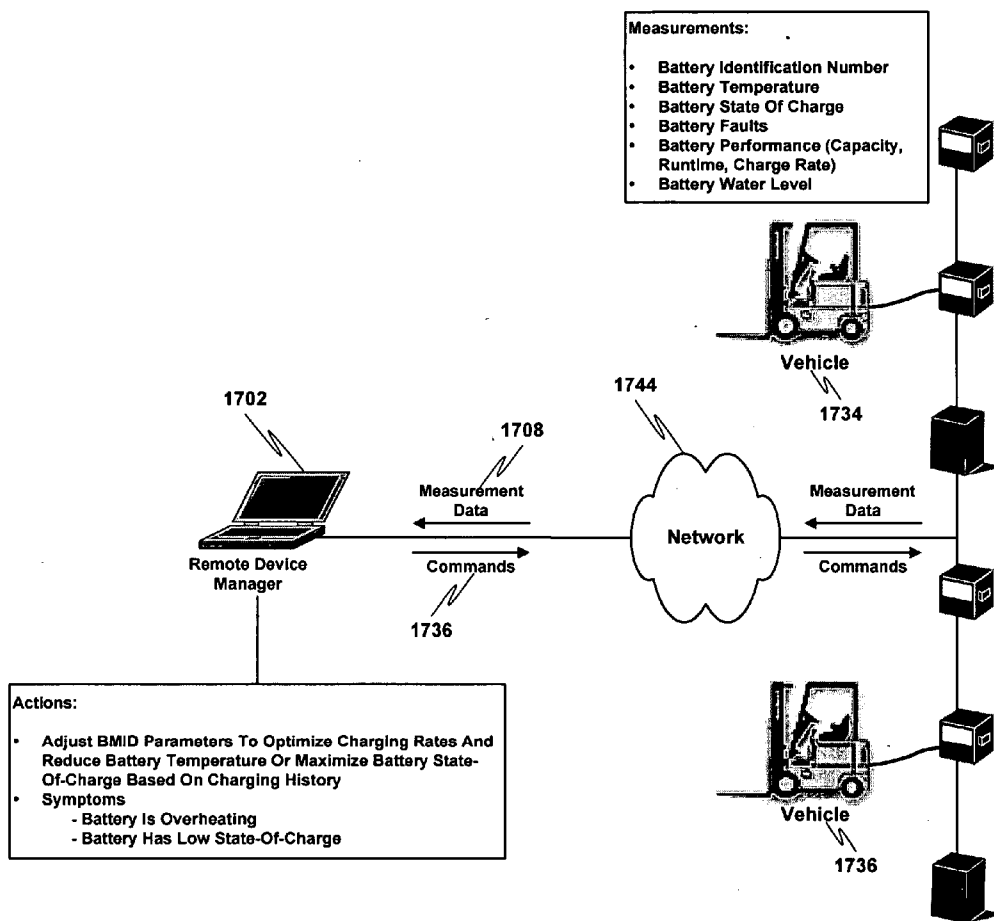 Measurements:
• Battery Identification Number
• Battery Temperature
• Battery State Of Charge
• Battery Faults
• Battery Performance (Capacity,
Runtime, Charge Rate)
• Battery Water Level
Vehicle
1734
1702
1708
1744
Measurement
Data
Measurement
Data
Network
Remote Device
Manager
Commands
Commands
1736
Actions:
• Adjust BMID Parameters To Optimize Charging Rates And
Reduce Battery Temperature Or Maximize Battery State-
Of-Charge Based On Charging History
• Symptoms
- Battery Is Overheating
- Battery Has Low State-Of-Charge
Vehicle
1736